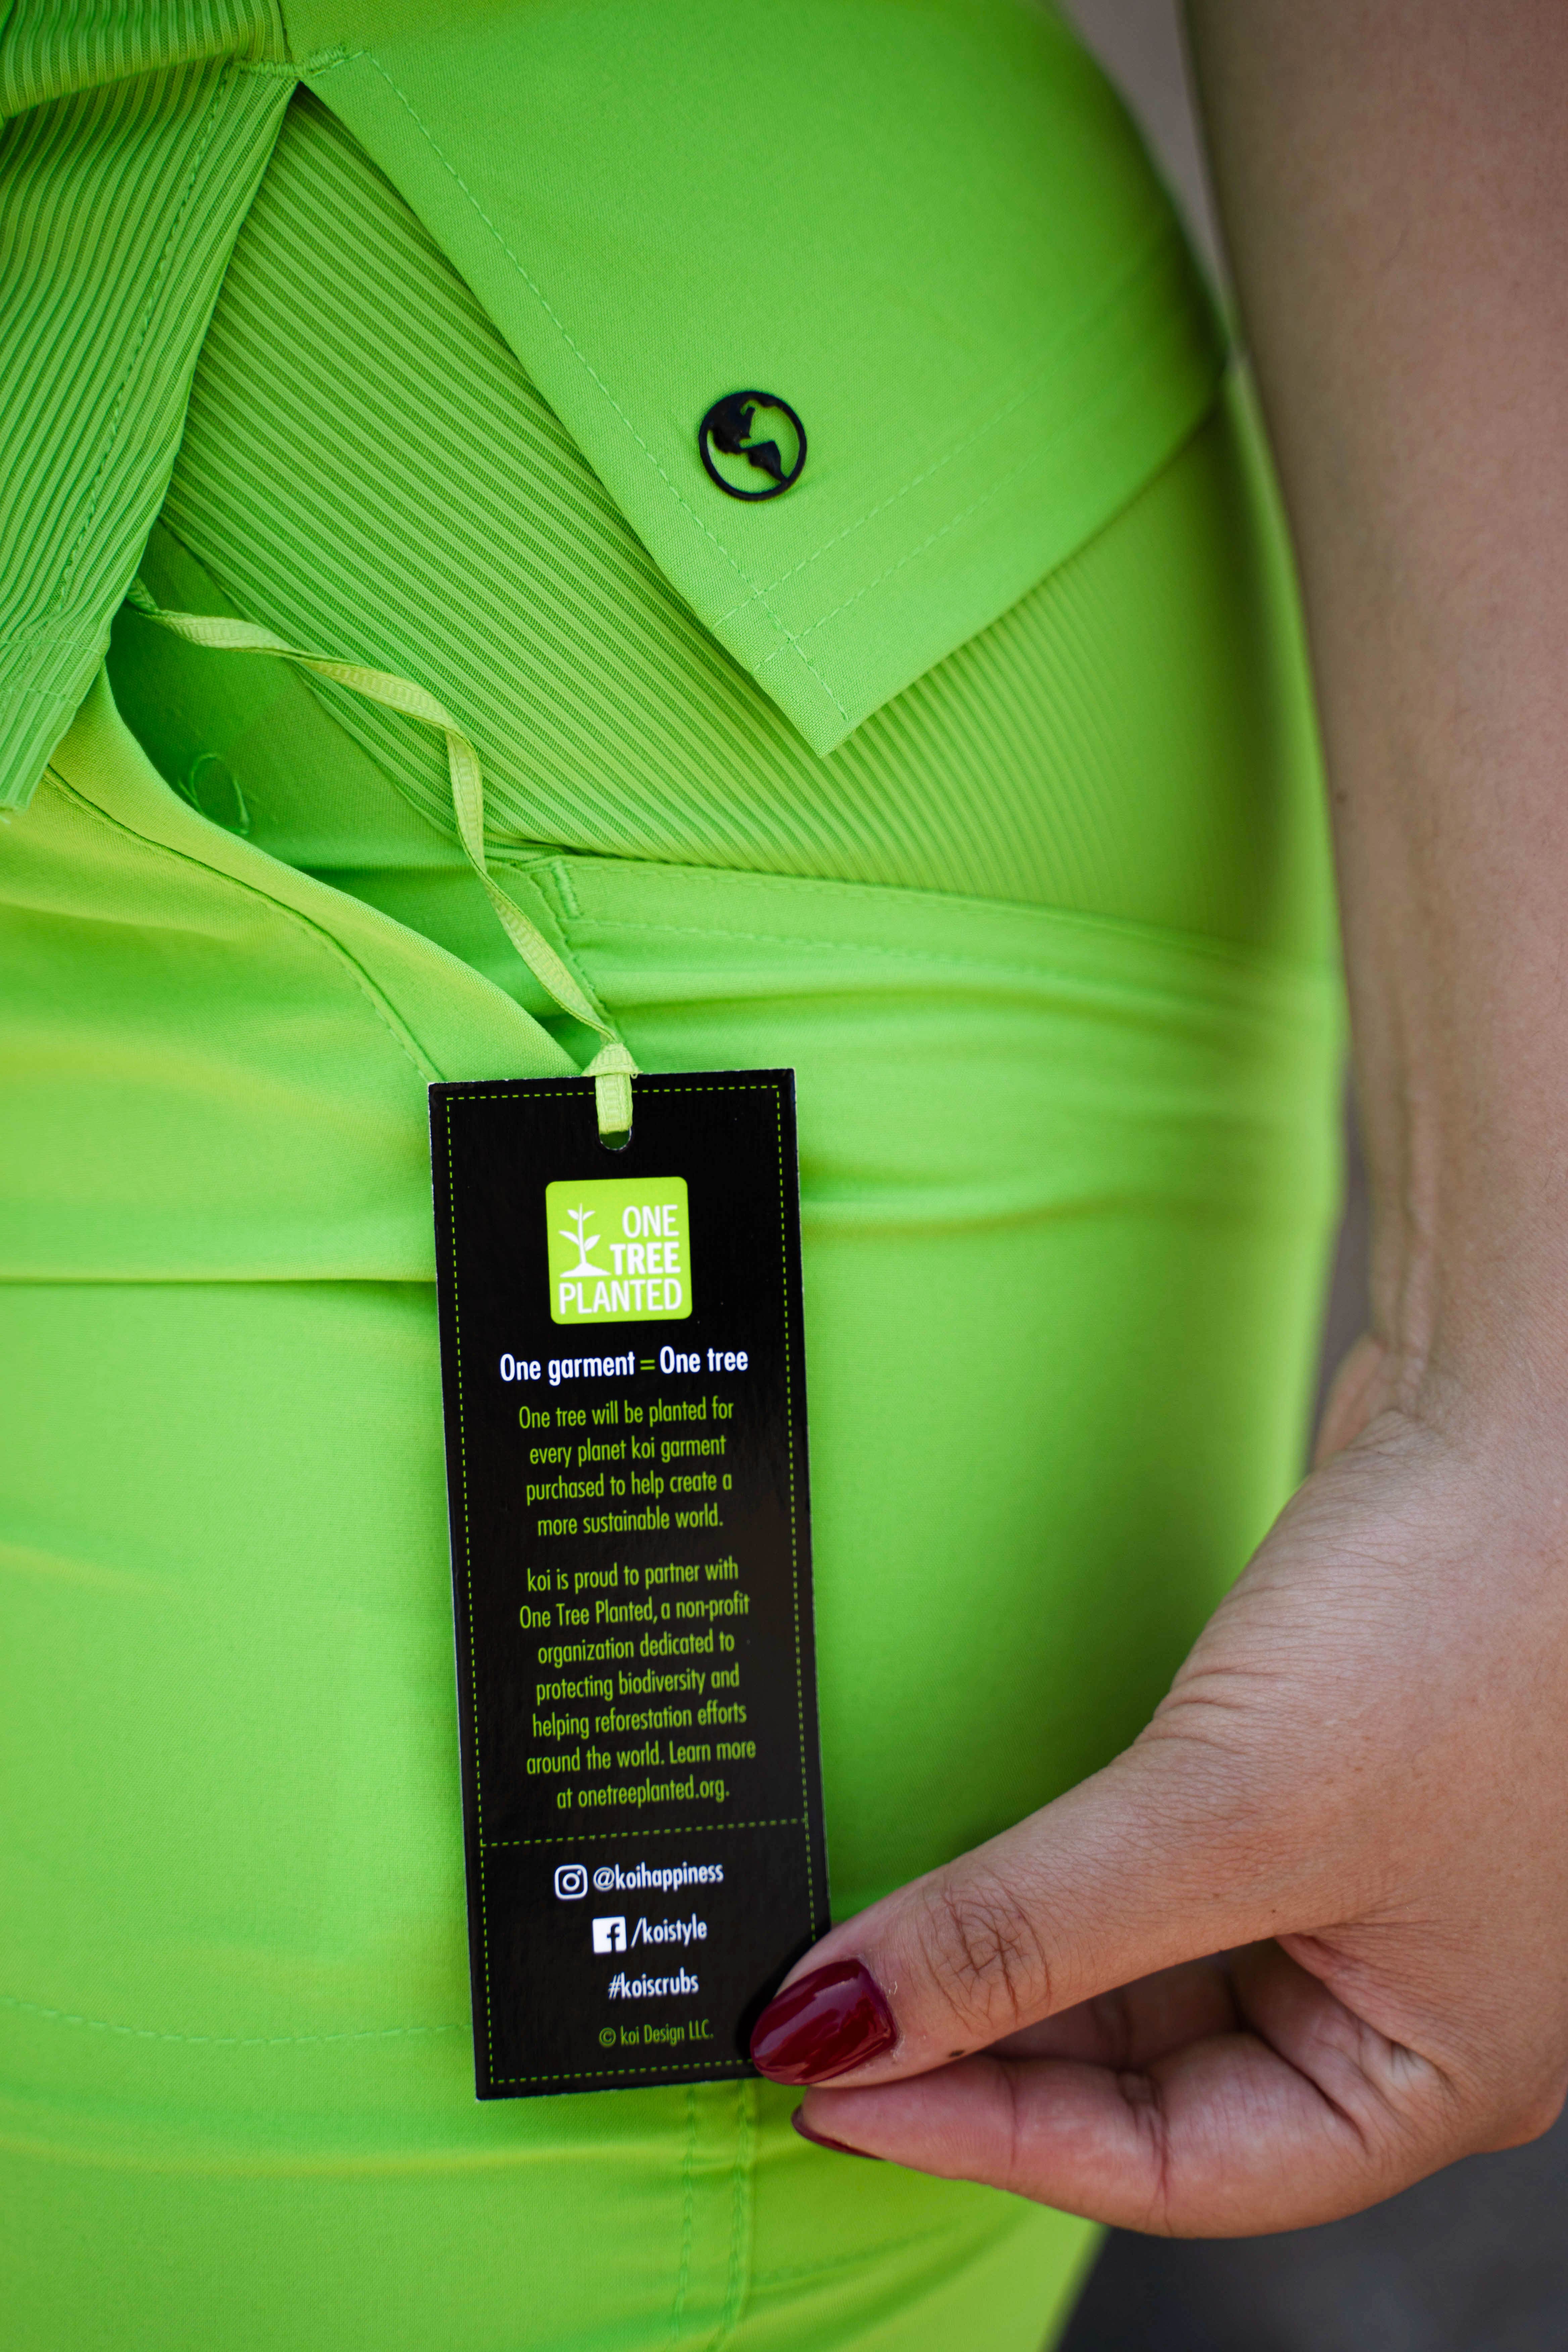 ONE
TREE
PLANTED
One garment = One tree
One tree will be planted for
every planet koi garment
purchased to help create a
more sustainable world.
koi is proud to partner with
One Tree Planted, a non-profit
organization dedicated to
protecting biodiversity and
helping reforestation efforts
around the world. Learn more
at onetreeplanted.org.
@koihappiness
/koistyle
#koiscrubs
© koi Design LLC.